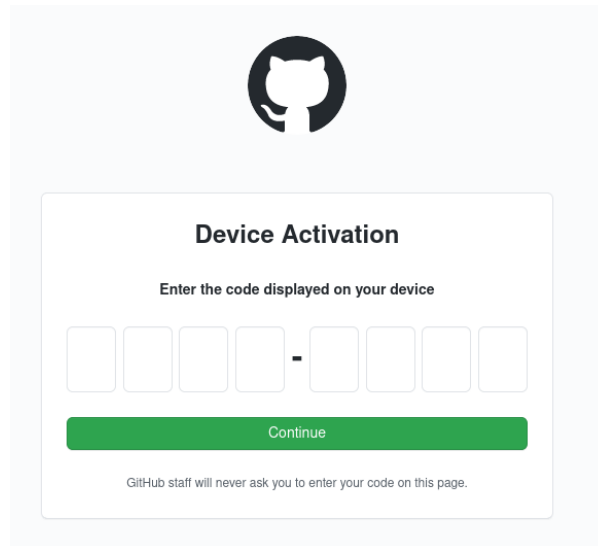 Device Activation
Enter the code displayed on your device
-
Continue
GitHub staff will never ask you to enter your code on this page.